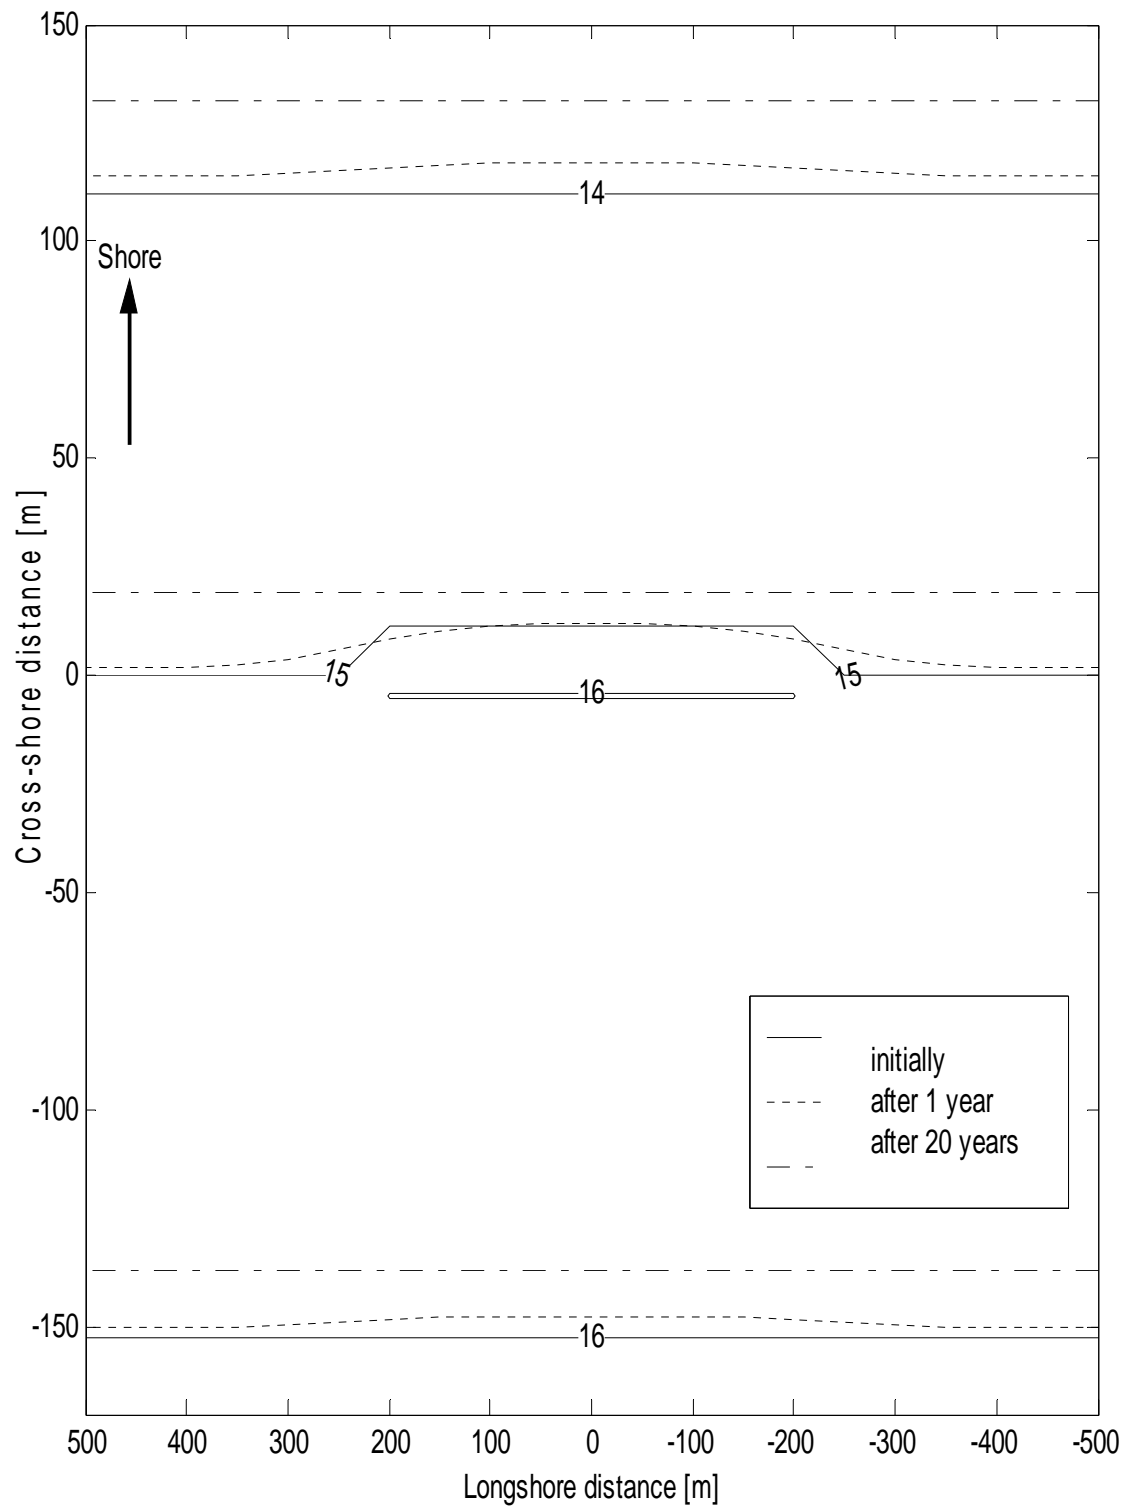 150
14
100
Shore
50
15
15
0
16
-50
initially
after 1 year
-100
after 20 years
-150
16
500 400 300 200 100 0 -100 -200 -300 -400 -500
Longshore distance [m]
Cross-shore distance [m]